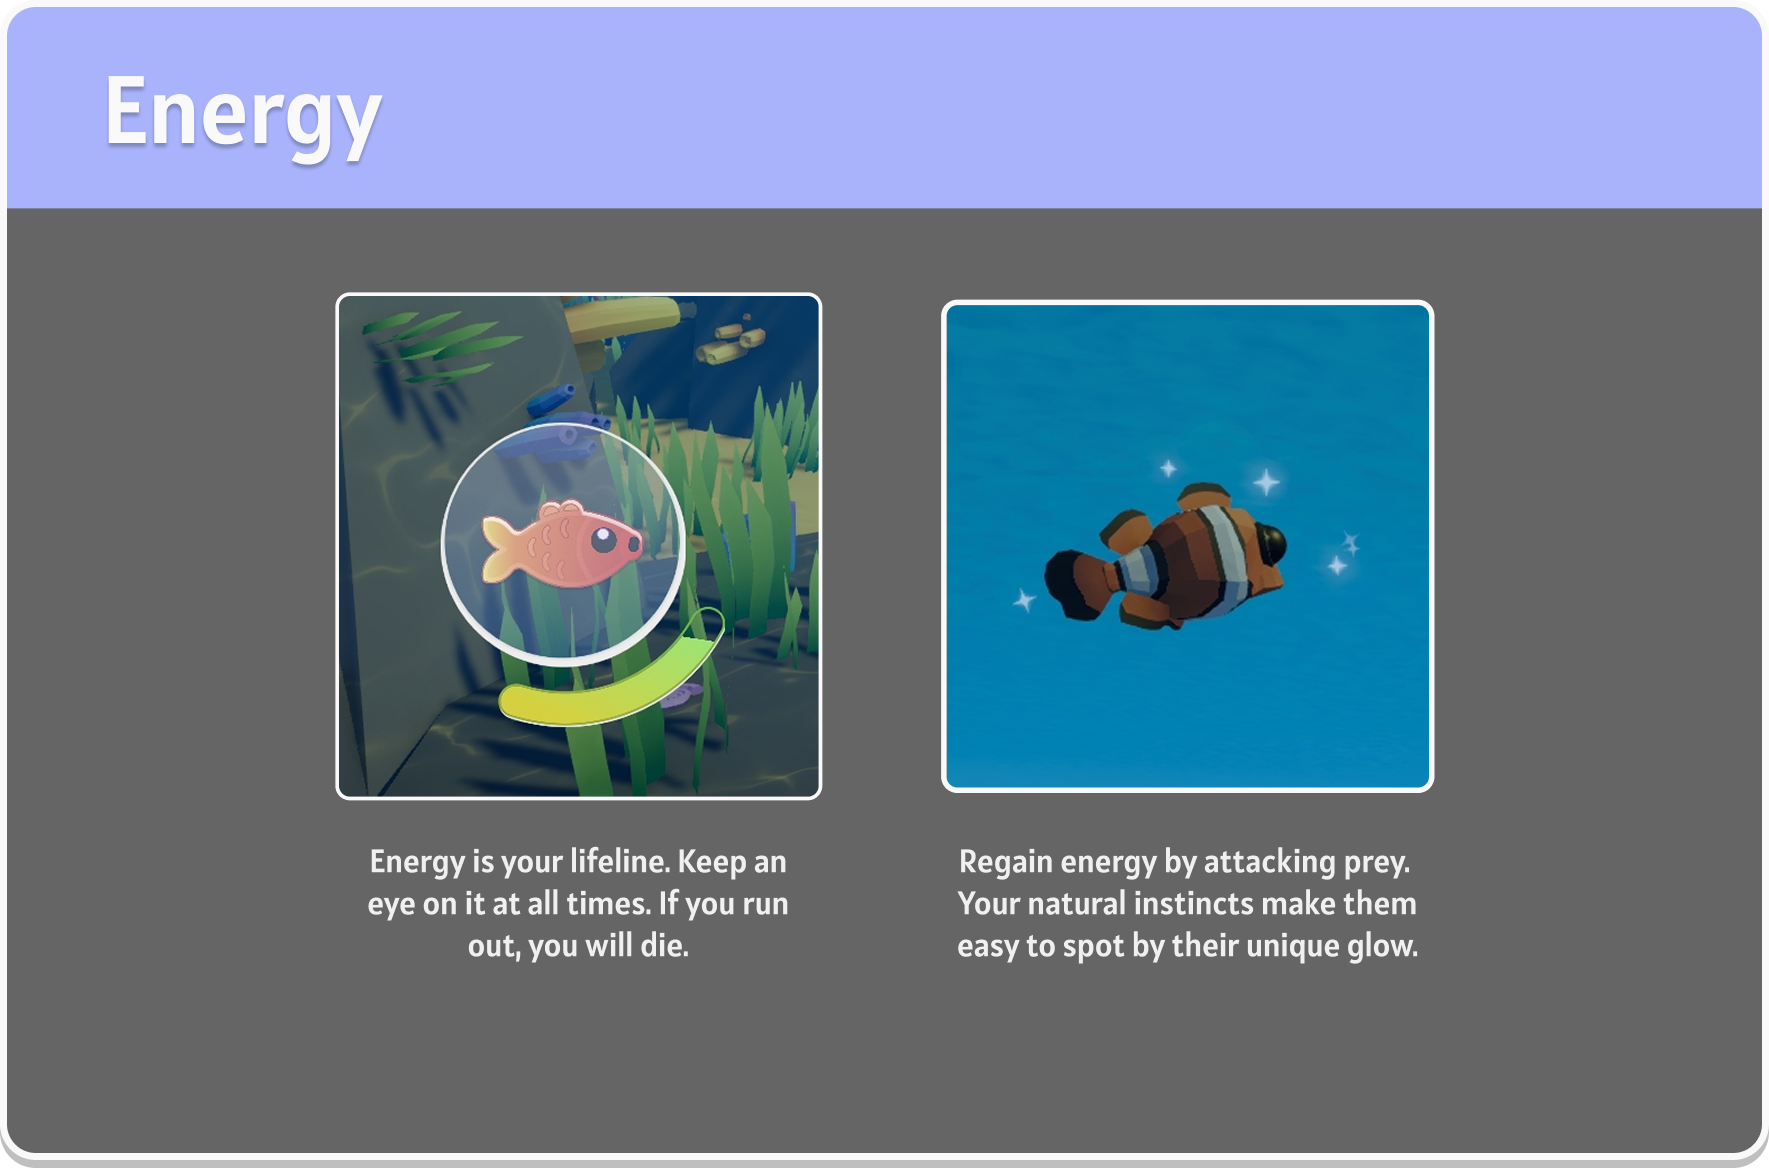 Energy
Energy is your lifeline. Keep an
eye on it at all times. If you run
out, you will die.
Regain energy by attacking prey.
Your natural instincts make them
easy to spot by their unique glow.